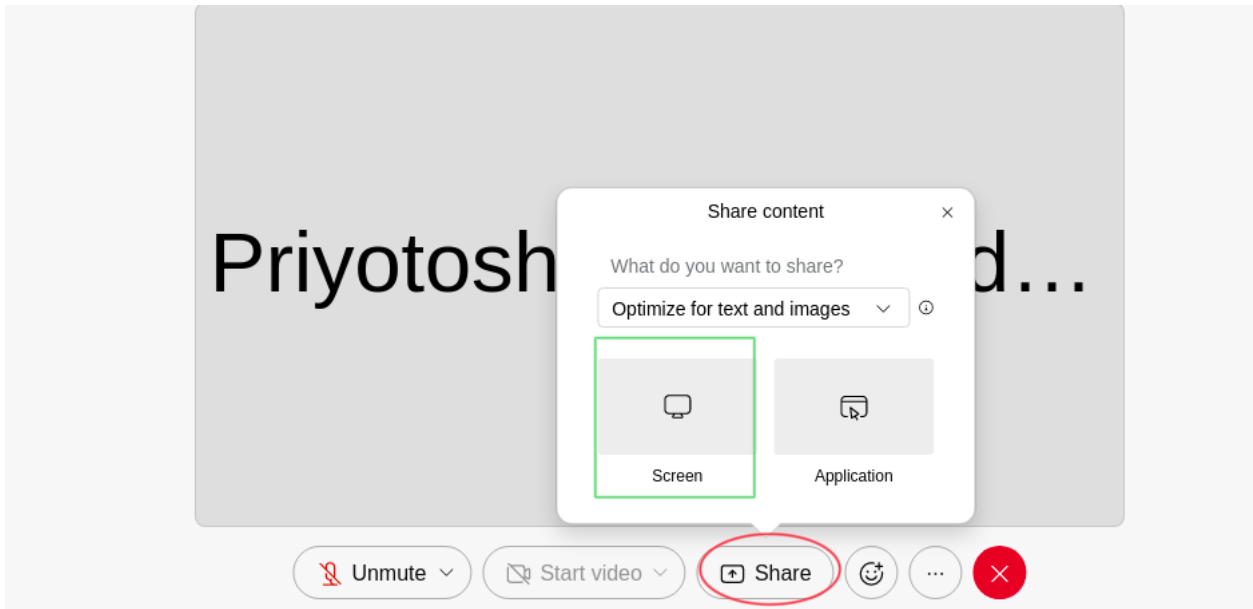 Share content
Priyotosh
d...
What do you want to share?
Optimize for text and images
Screen
Application
Unmute
Start video
Share